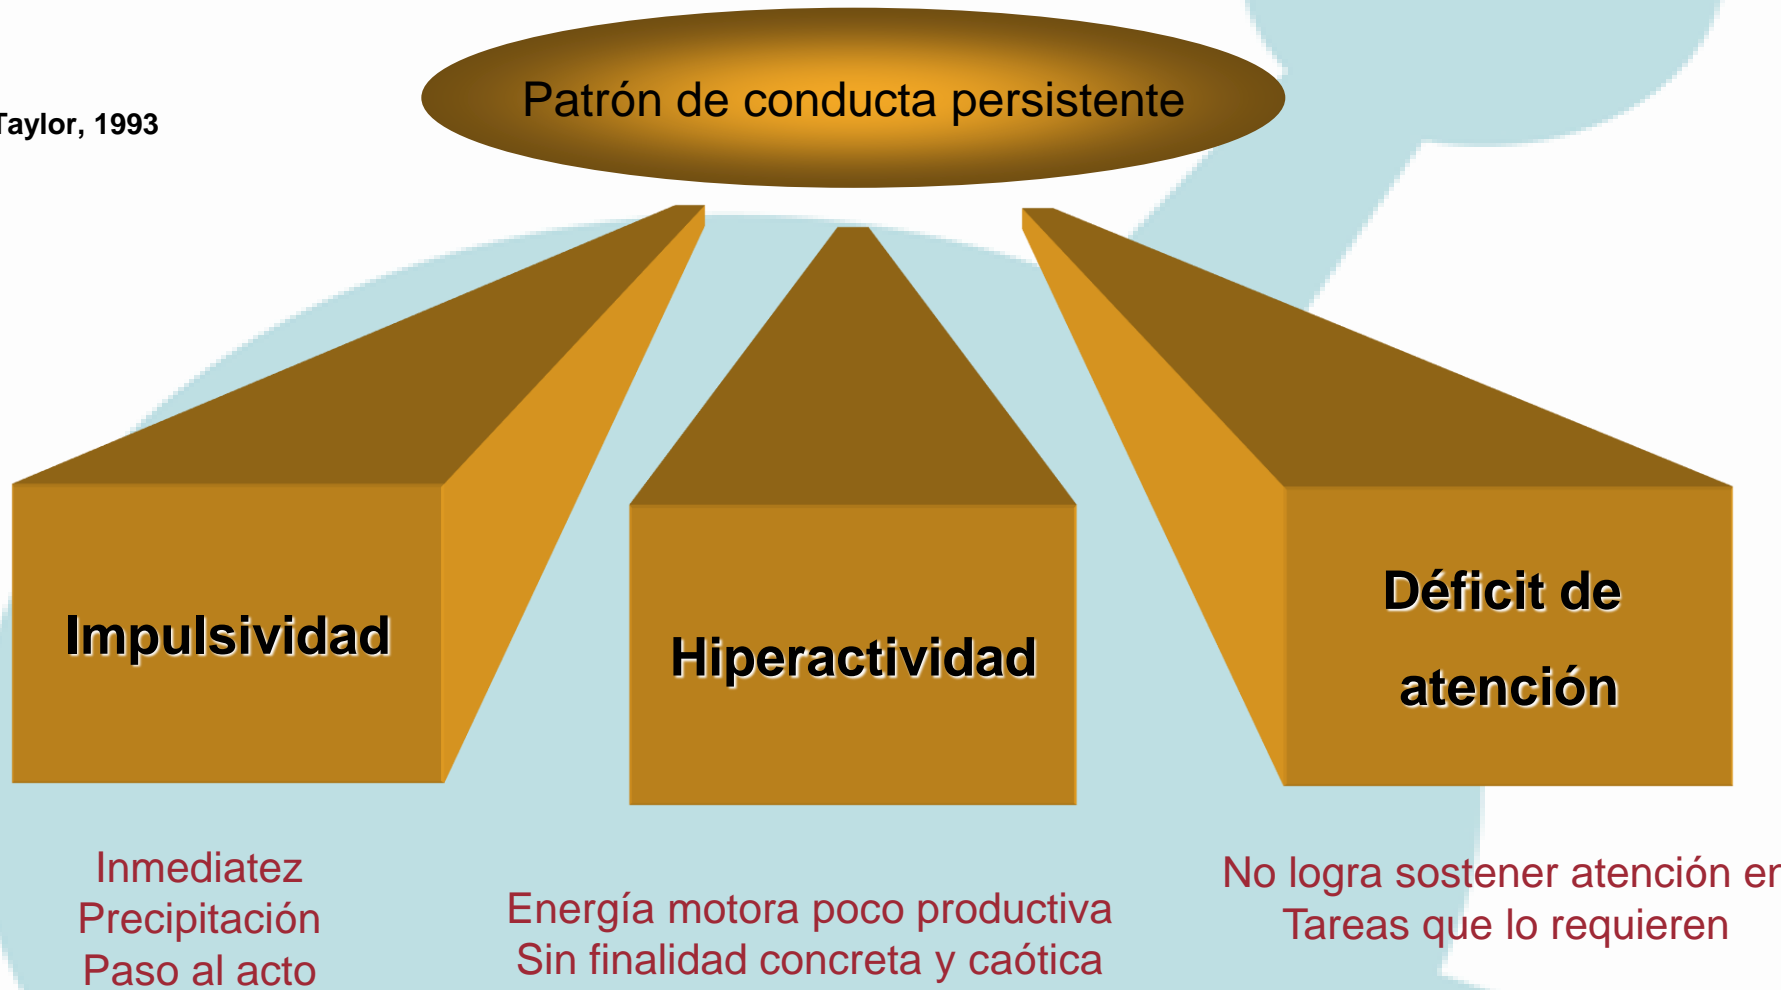 Patrón de conducta persistente
Taylor, 1993
Impulsividad
Hiperactividad
Déficit de
atención
Inmediatez
Precipitación
Paso al acto
Energía motora poco productiva
Sin finalidad concreta y caótica
No logra sostener atención en
Tareas que lo requieren